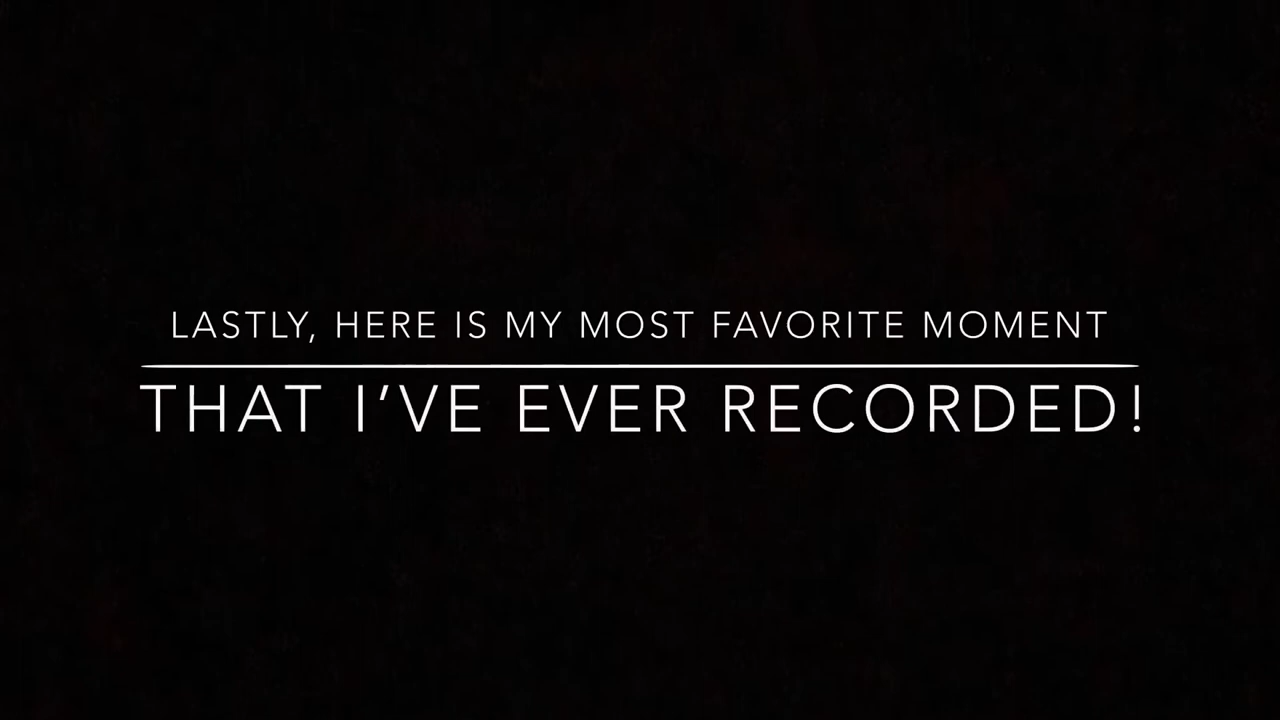 LASTLY, HERE IS MY MOST FAVORITE MOMENT
THAT I’VE EVER RECORDED!